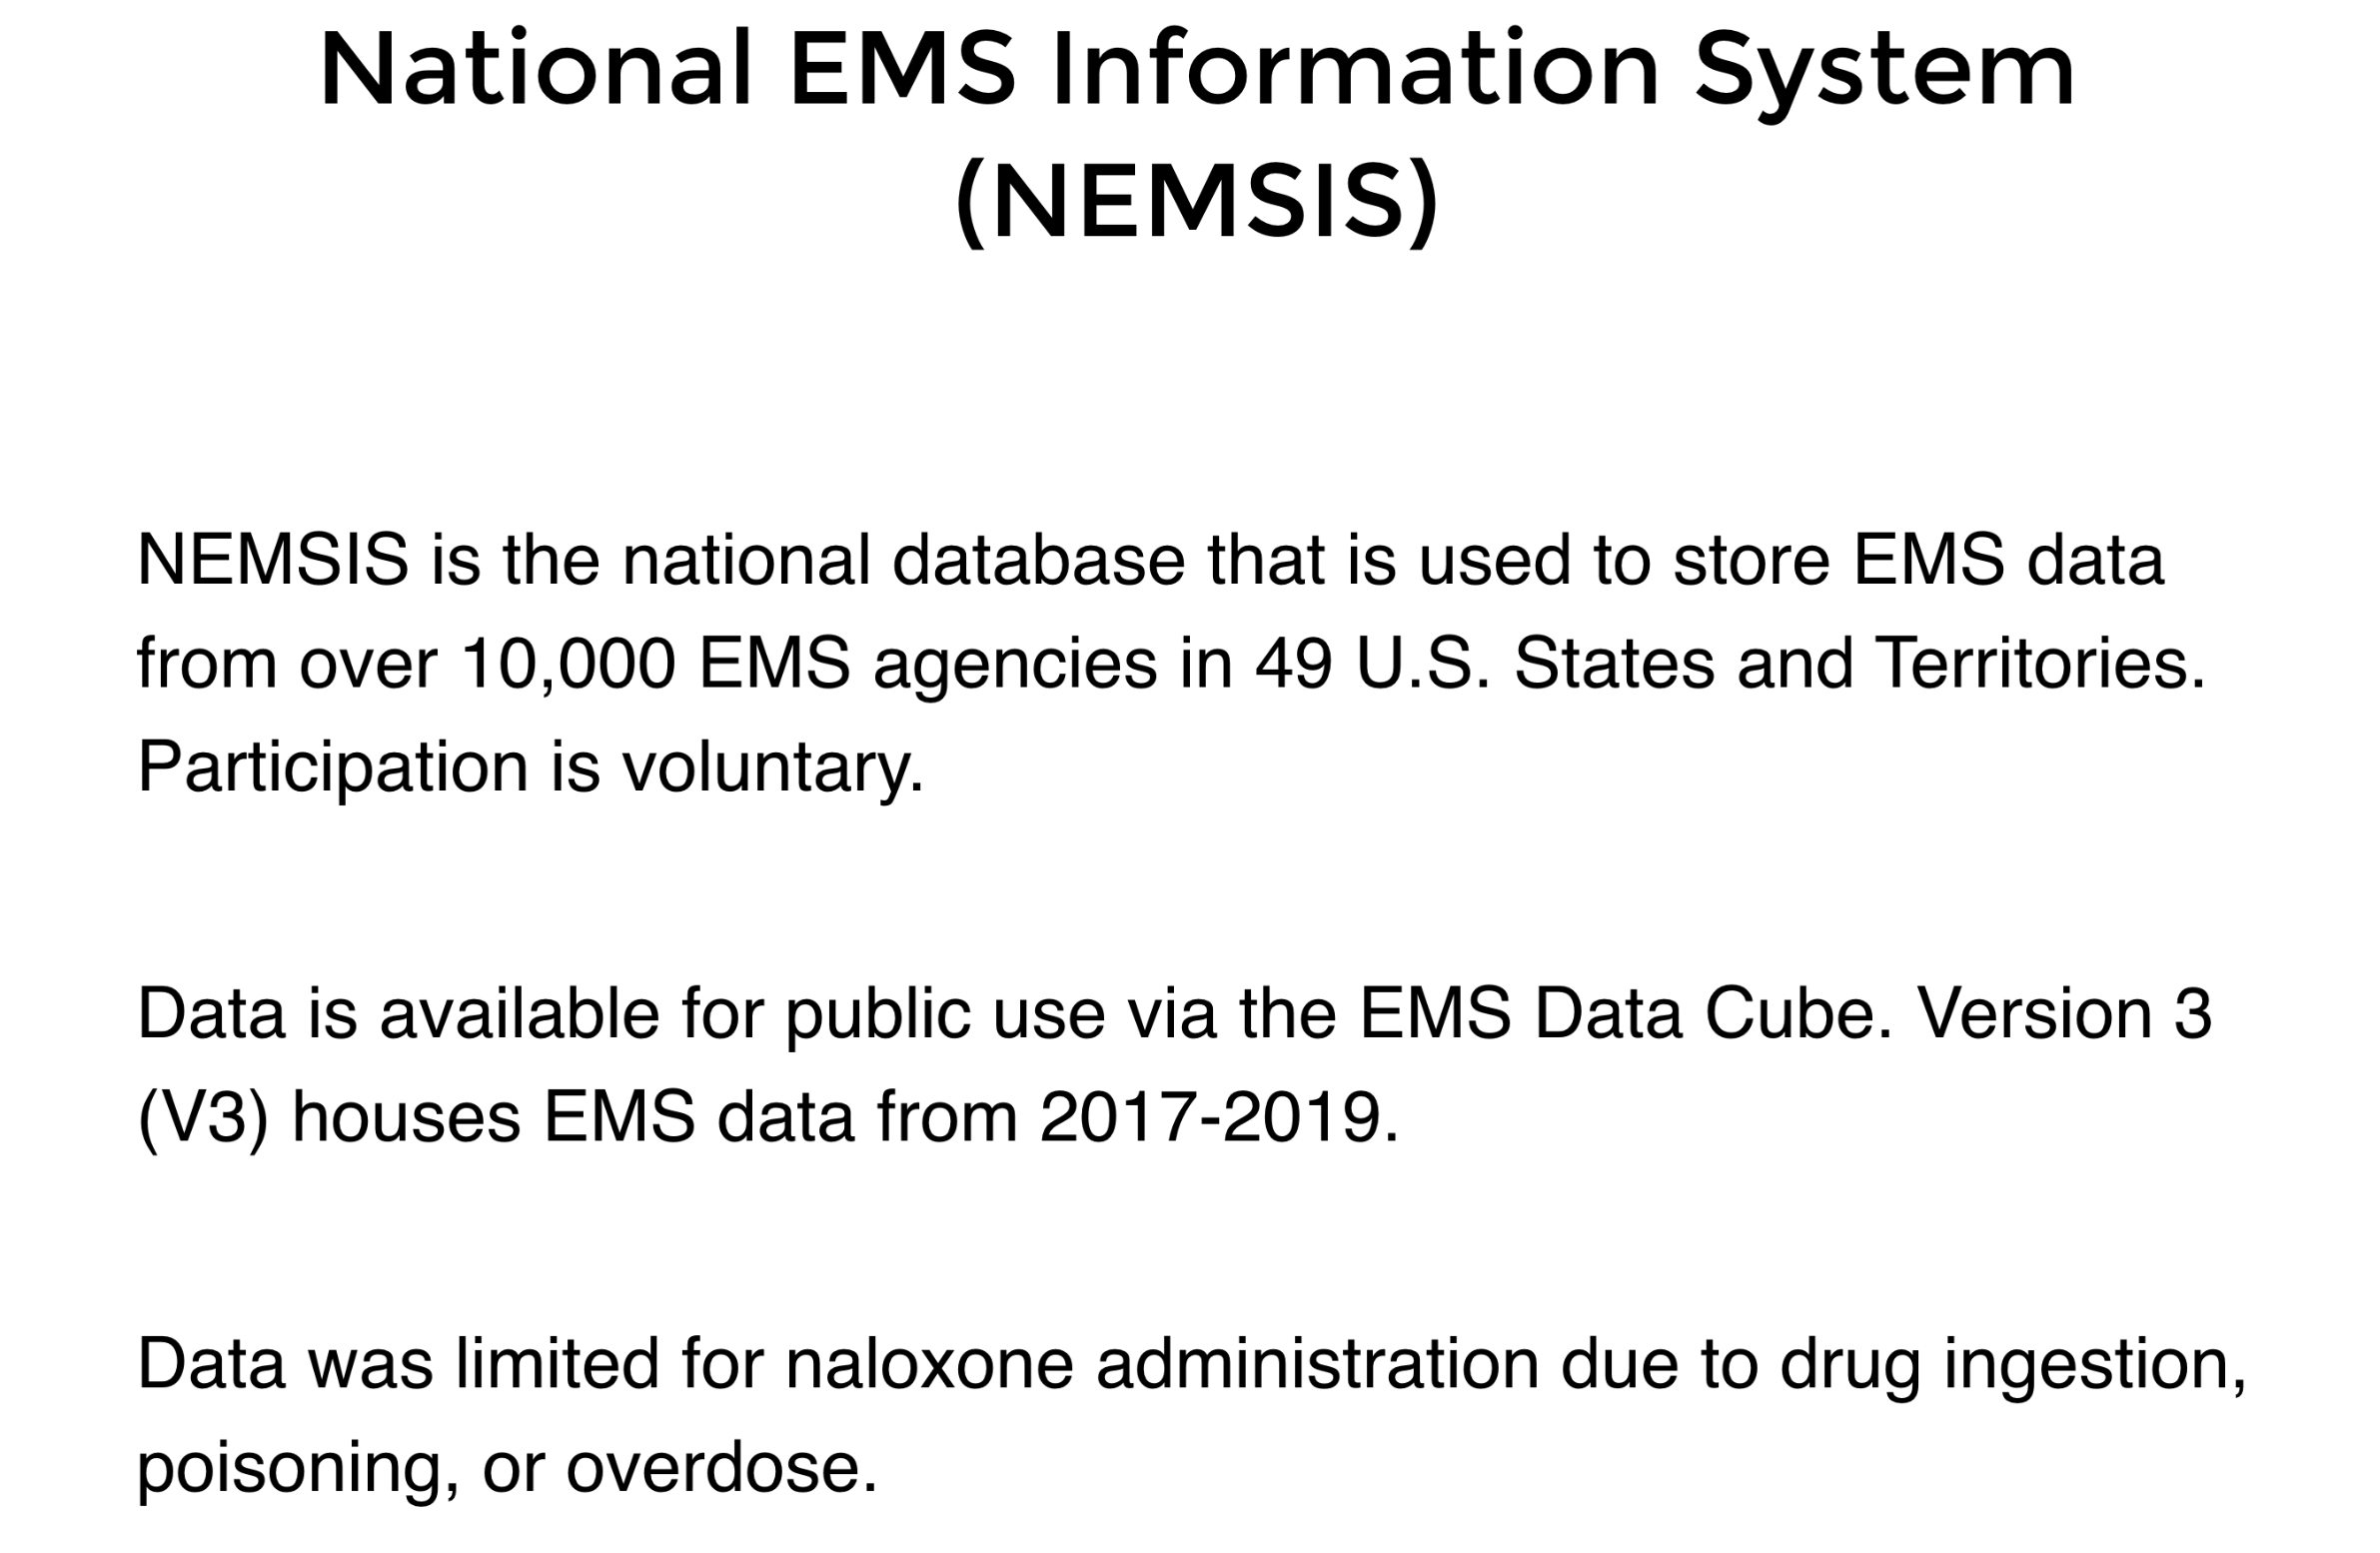 National EMS Information System
(NEMSIS)
NEMSIS is the national database that is used to store EMS data
from over 10,000 EMS agencies in 49 U.S. States and Territories.
Participation is voluntary.
Data is available for public use via the EMS Data Cube. Version 3
(V3) houses EMS data from 2017-2019.
Data was limited for naloxone administration due to drug ingestion,
poisoning, or overdose.